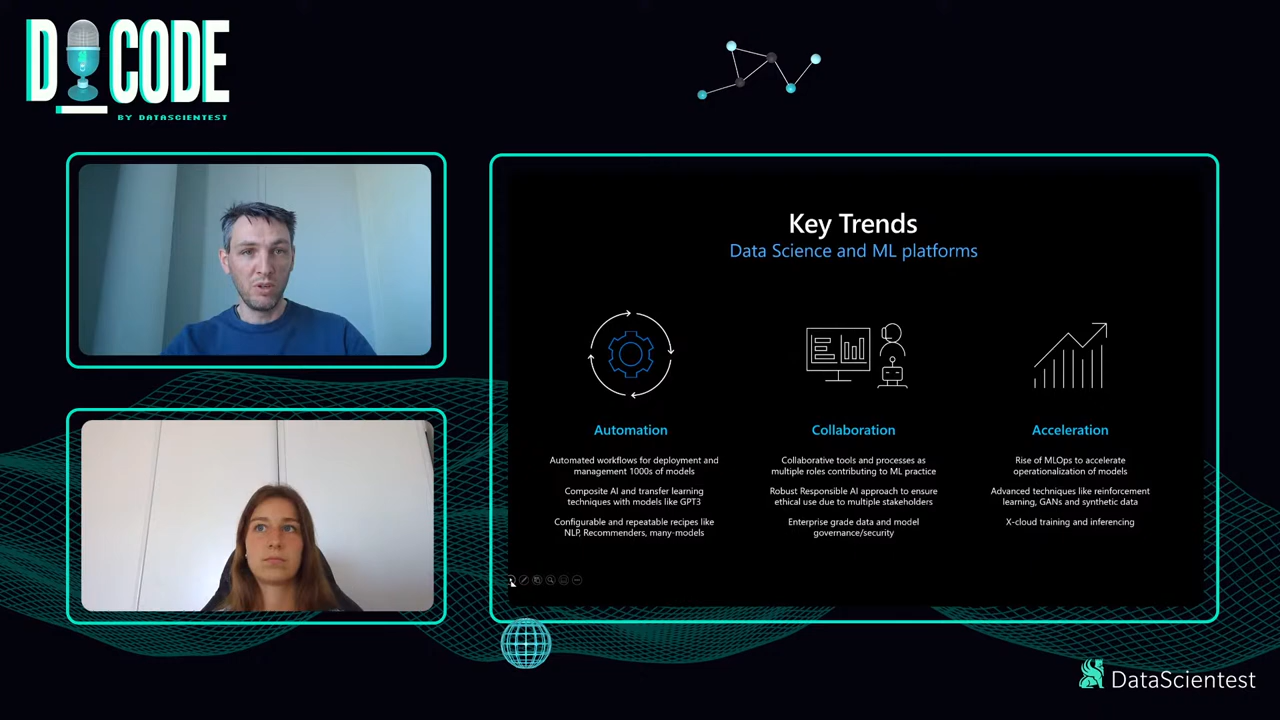 D CODE
BY DATASCIENTEST
Key Trends
Data Science and ML platforms
Automation
Automated workflows for deployment and
management 1000s of models
Composite AI and transfer learning
techniques with models like GPT3
Configurable and repeatable recipes like
NLP, Recommenders, many-models
Collaboration
Collaborative tools and processes as
multiple roles contributing to ML practice
Robust Responsible AI approach to ensure
ethical use due to multiple stakeholders
Enterprise grade data and model
governance/security
Acceleration
Rise of MLOps to accelerate
operationalization of models
Advanced techniques like reinforcement
learning, GANs and synthetic data
X-cloud training and inferencing
DataScientest